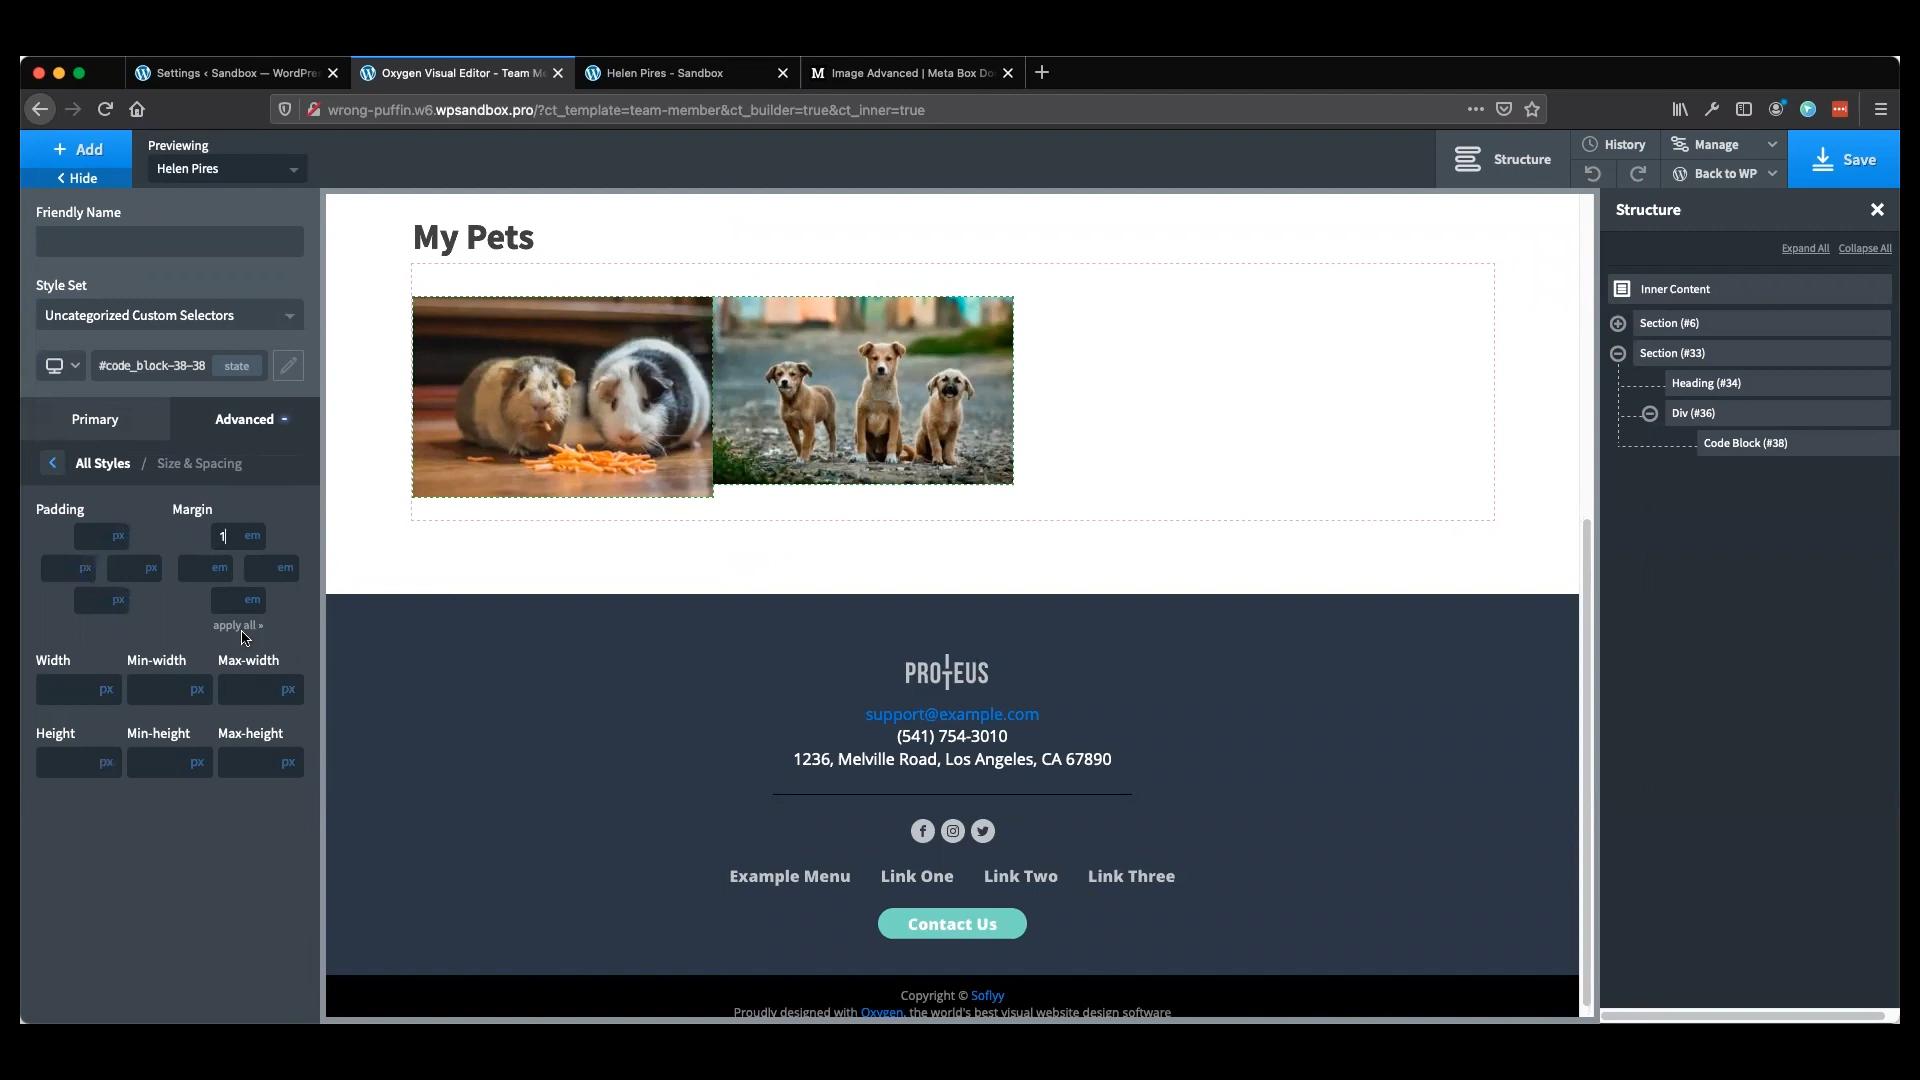 Settings ‹ Sandbox — WordPre
Oxygen Visual Editor - Team Me
Helen Pires - Sandbox
M Image Advanced | Meta Box Do
wrong-puffin.w6.wpsandbox.pro/?ct_template=team-member&ct_builder=true&ct_inner=true
+ Add
< Hide
Previewing
Helen Pires
Structure
History
Manage
Back to WP
Save
Friendly Name
Style Set
Uncategorized Custom Selectors
#code_block-38-38
state
Primary
Advanced -
All Styles / Size & Spacing
Padding
Margin
px
1 em
px
px
em
em
px
em
apply all »
Width
Min-width
Max-width
px
px
px
Height
Min-height
Max-height
px
px
px
My Pets
PROTEUS
support@example.com
(541) 754-3010
1236, Melville Road, Los Angeles, CA 67890
f
Example Menu
Link One
Link Two
Link Three
Contact Us
Copyright © Soflyy
Proudly designed with Oxygen, the world's best visual website design software
Structure
Expand All
Collapse All
Inner Content
Section (#6)
Section (#33)
Heading (#34)
Div (#36)
Code Block (#38)